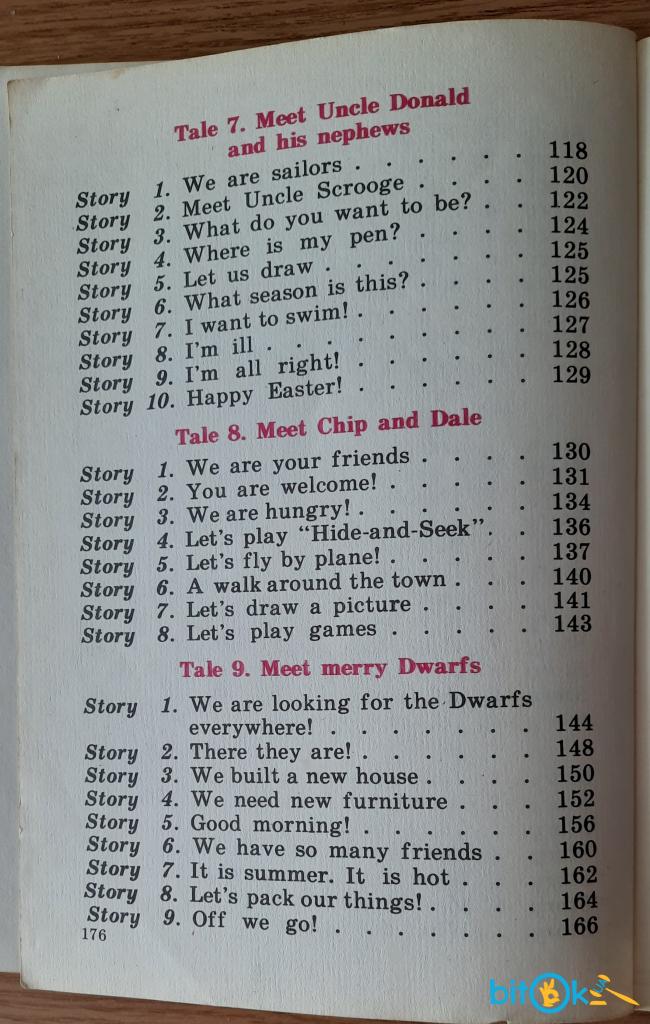 Tale 7. Meet Uncle Donald
and his nephews
Story 1. We are sailors . . . . . . 118
Story 2. Meet Uncle Scrooge . . . . 120
Story 3. What do you want to be? . . 122
Story 4. Where is my pen? . . . . 124
Story 5. Let us draw . . . . . . . 125
Story 6. What season is this? . . . . 125
Story 7. I want to swim! . . . . . . 126
Story 8. I'm ill . . . . . . . . . 127
Story 9. I'm all right! . . . . . . 128
Story 10. Happy Easter! . . . . . . 129
Tale 8. Meet Chip and Dale
Story 1. We are your friends . . . . 130
Story 2. You are welcome! . . . . . 131
Story 3. We are hungry! . . . . . . 134
Story 4. Let's play “Hide-and-Seek”. . 136
Story 5. Let's fly by plane! . . . . . 137
Story 6. A walk around the town . . . 140
Story 7. Let's draw a picture . . . . 141
Story 8. Let's play games . . . . . 143
Tale 9. Meet merry Dwarfs
Story 1. We are looking for the Dwarfs
everywhere! . . . . . . . 144
Story 2. There they are! . . . . . . 148
Story 3. We built a new house . . . . 150
Story 4. We need new furniture . . . 152
Story 5. Good morning! . . . . . . 156
Story 6. We have so many friends . . 160
Story 7. It is summer. It is hot . . . 162
Story 8. Let's pack our things! . . . . 164
Story 9. Off we go! . . . . . . . 166
176
bitOk.UA